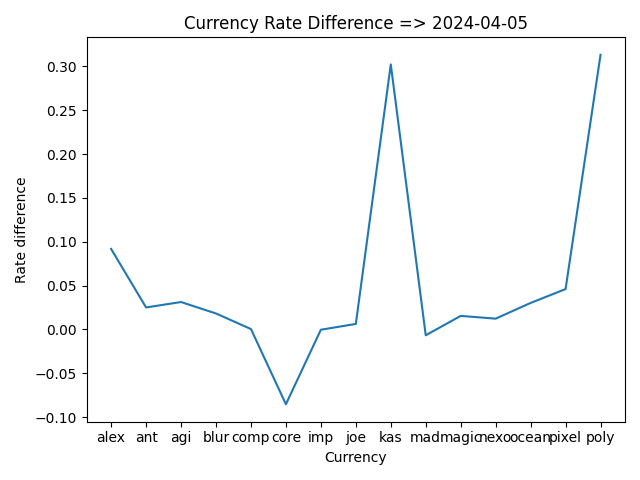 Currency Rate Difference => 2024-04-05
Rate difference
0.30
0.25
0.20
0.15
0.10
0.05
0.00
−0.05
−0.10
alex ant agi blur comp core imp joe kas mad magic nexo ocean pixel poly
Currency